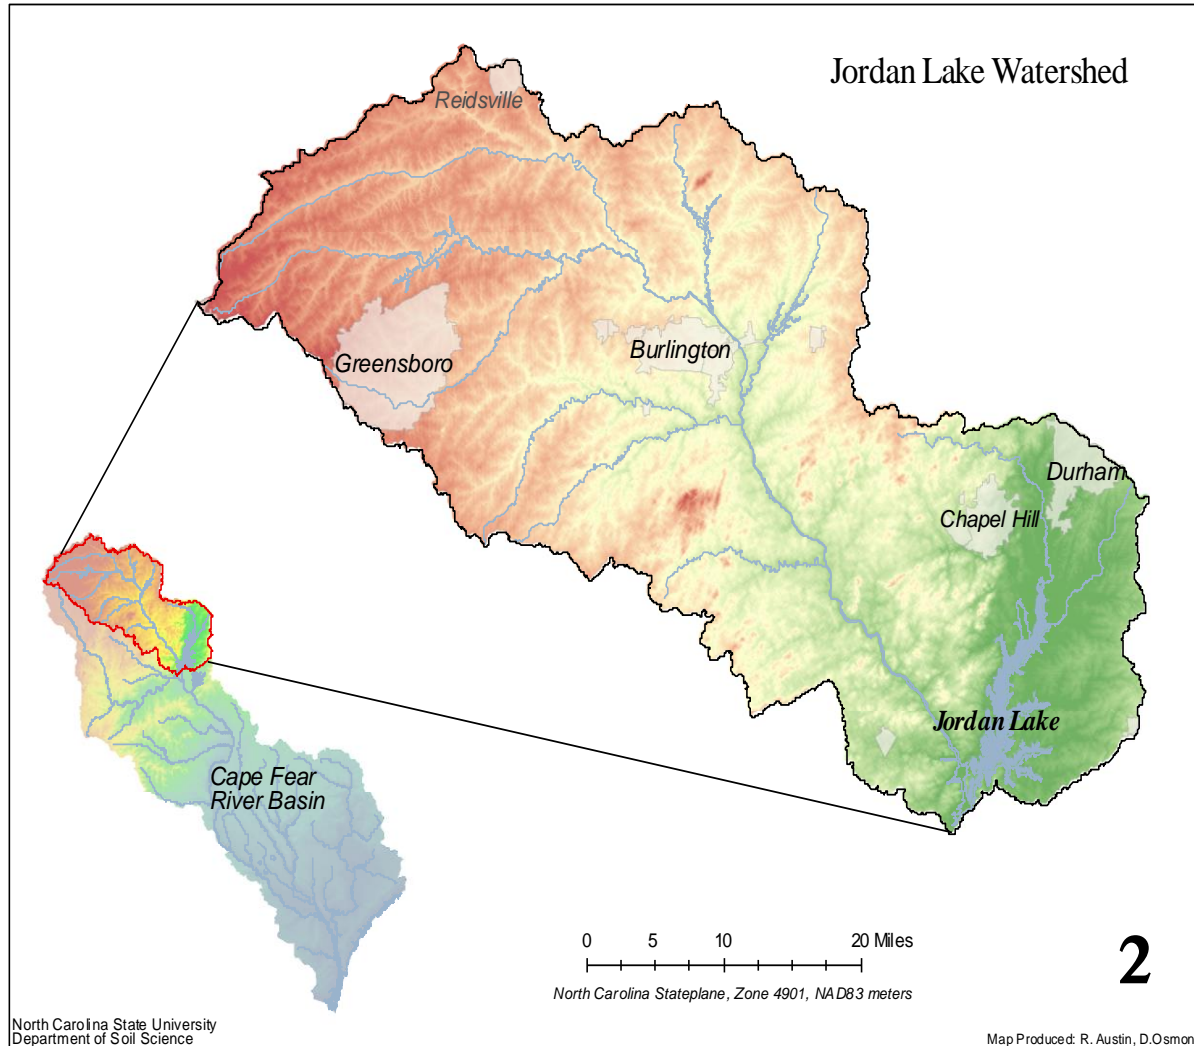 Jordan Lake Watershed
Reidsville
Greensboro
Burlington
Durham
Chapel Hill
Jordan Lake
Cape Fear
River Basin
0 5 10 20 Miles
North Carolina Stateplane, Zone 4901, NAD83 meters
2
North Carolina State University
Department of Soil Science
Map Produced: R. Austin, D.Osmon